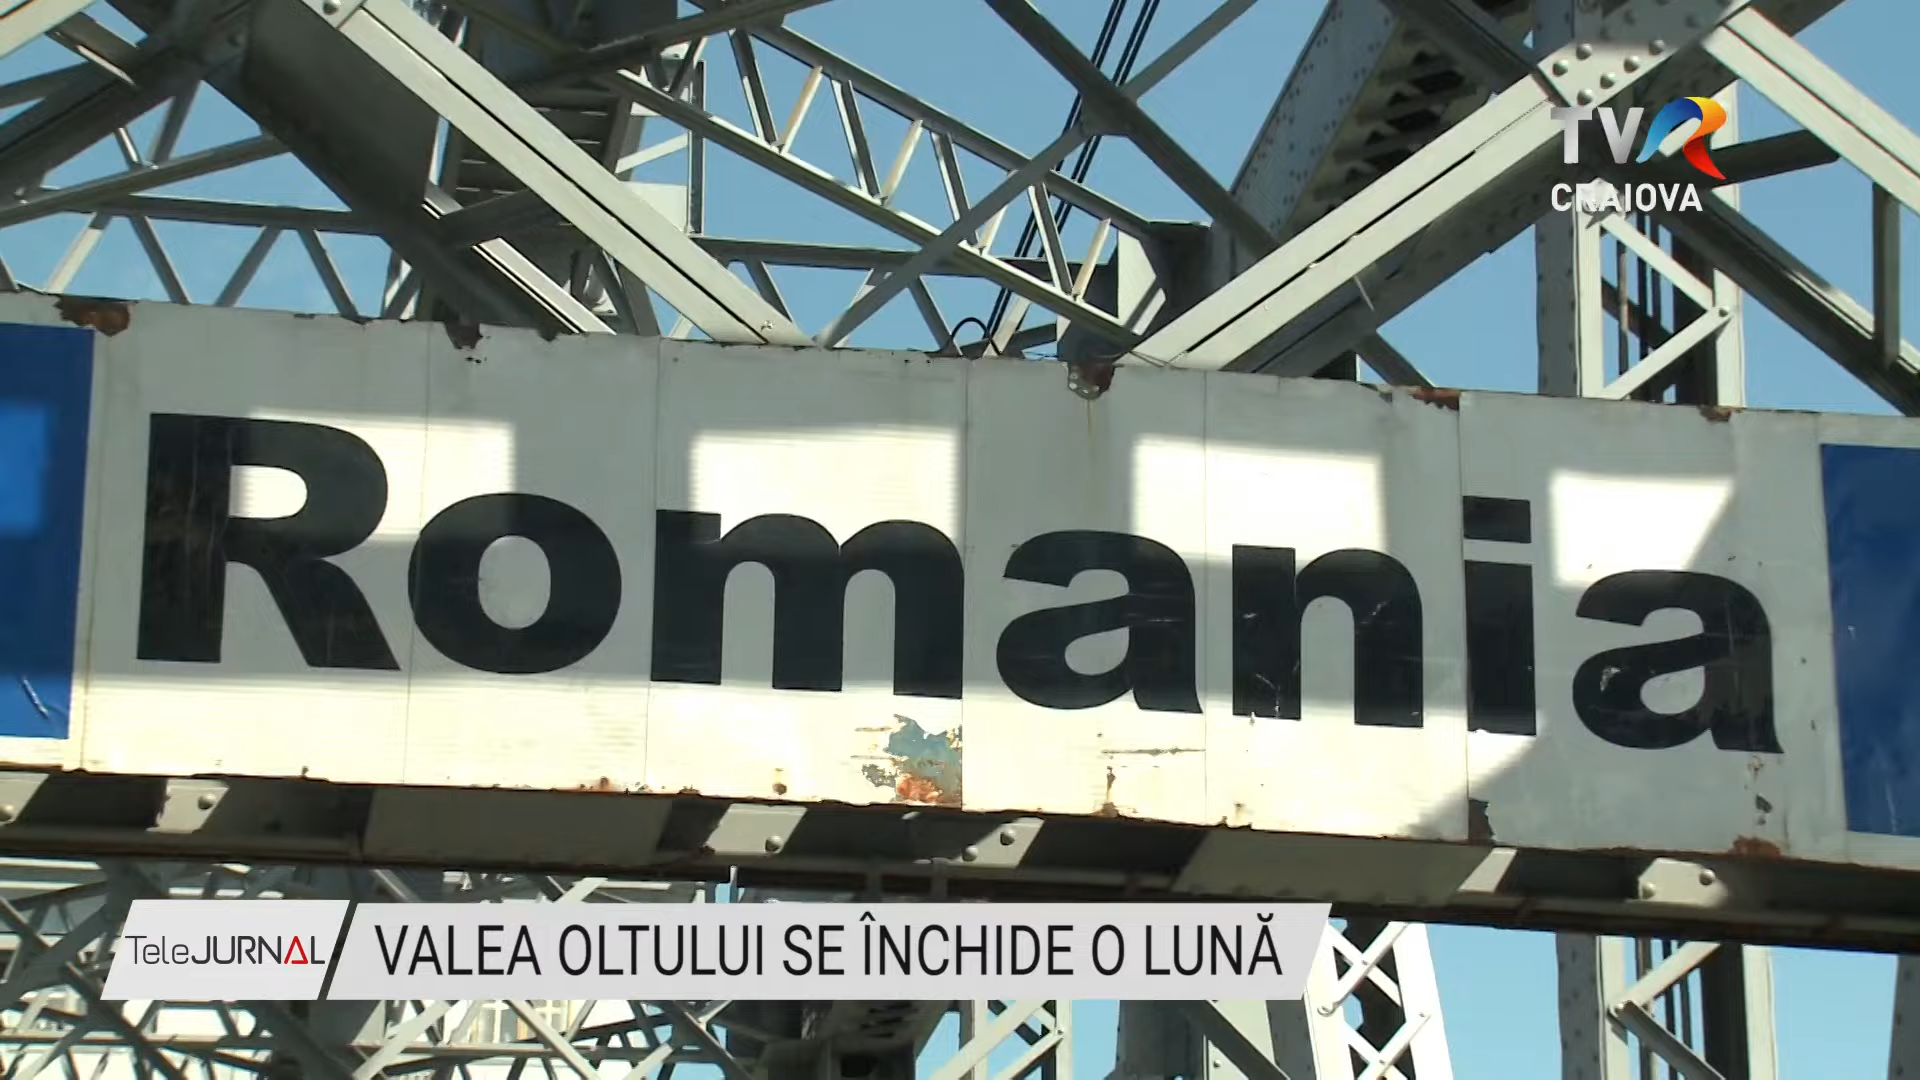 TVR
CRAIOVA
Romania
TeleJURNAL
VALEA OLTULUI SE ÎNCHIDE O LUNĂ